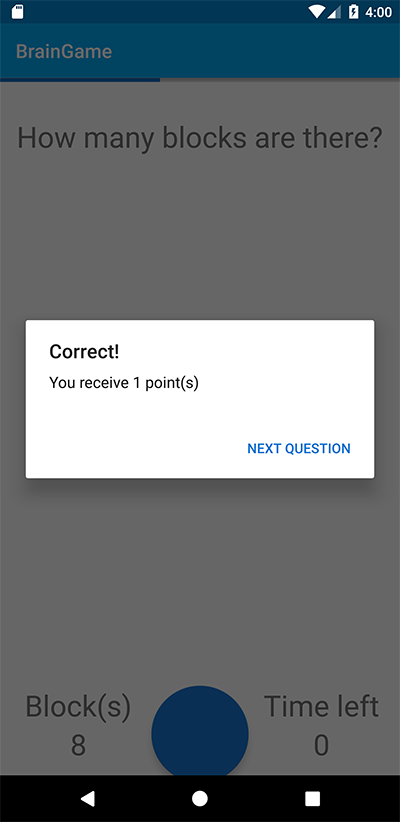 4:00
BrainGame
How many blocks are there?
Correct!
You receive 1 point(s)
NEXT QUESTION
Block(s)
8
Time left
0